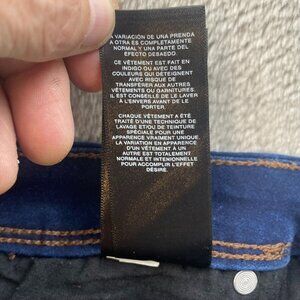 LA VARIACIÓN DE UNA PRENDA
A OTRA ES COMPLETAMENTE
NORMAL Y UNA PARTE DEL
EFECTO DESAEDO.
CE VÊTEMENT EST FAIT EN
INDIGO OU AVEC DES
COULEURS QUI DÉTEIGNENT
AVEC RISQUE DE
TRANSFÉRER AUX AUTRES
VÊTEMENTS OU GARNITURES.
IL EST CONSEILLÉ DE LE LAVER
À L'ENVERS AVANT DE LE
PORTER.
CHAQUE VÊTEMENT A ÉTÉ
TRAITÉ D'UNE TECHNIQUE DE
LAVAGE ET/OU DE TEINTURE
SPÉCIALE POUR UNE
APPARENCE VRAIMENT UNIQUE.
LA VARIATION EN APPARENCE
D'UN VÊTEMENT À UN
AUTRE EST TOTALEMENT
NORMALE ET INTENTIONNELLE
POUR ACCOMPLIR L'EFFET
DÉSIRÉ.